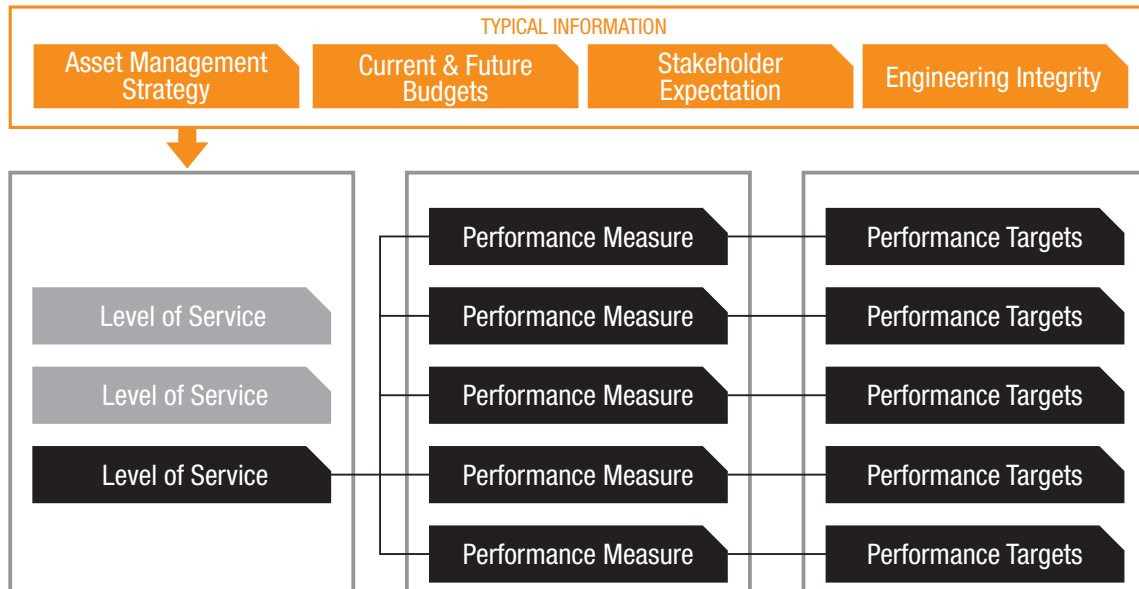 TYPICAL INFORMATION
Asset Management
Strategy
Current & Future
Budgets
Stakeholder
Expectation
Engineering Integrity
Level of Service
Level of Service
Level of Service
Performance Measure
Performance Measure
Performance Measure
Performance Measure
Performance Measure
Performance Targets
Performance Targets
Performance Targets
Performance Targets
Performance Targets